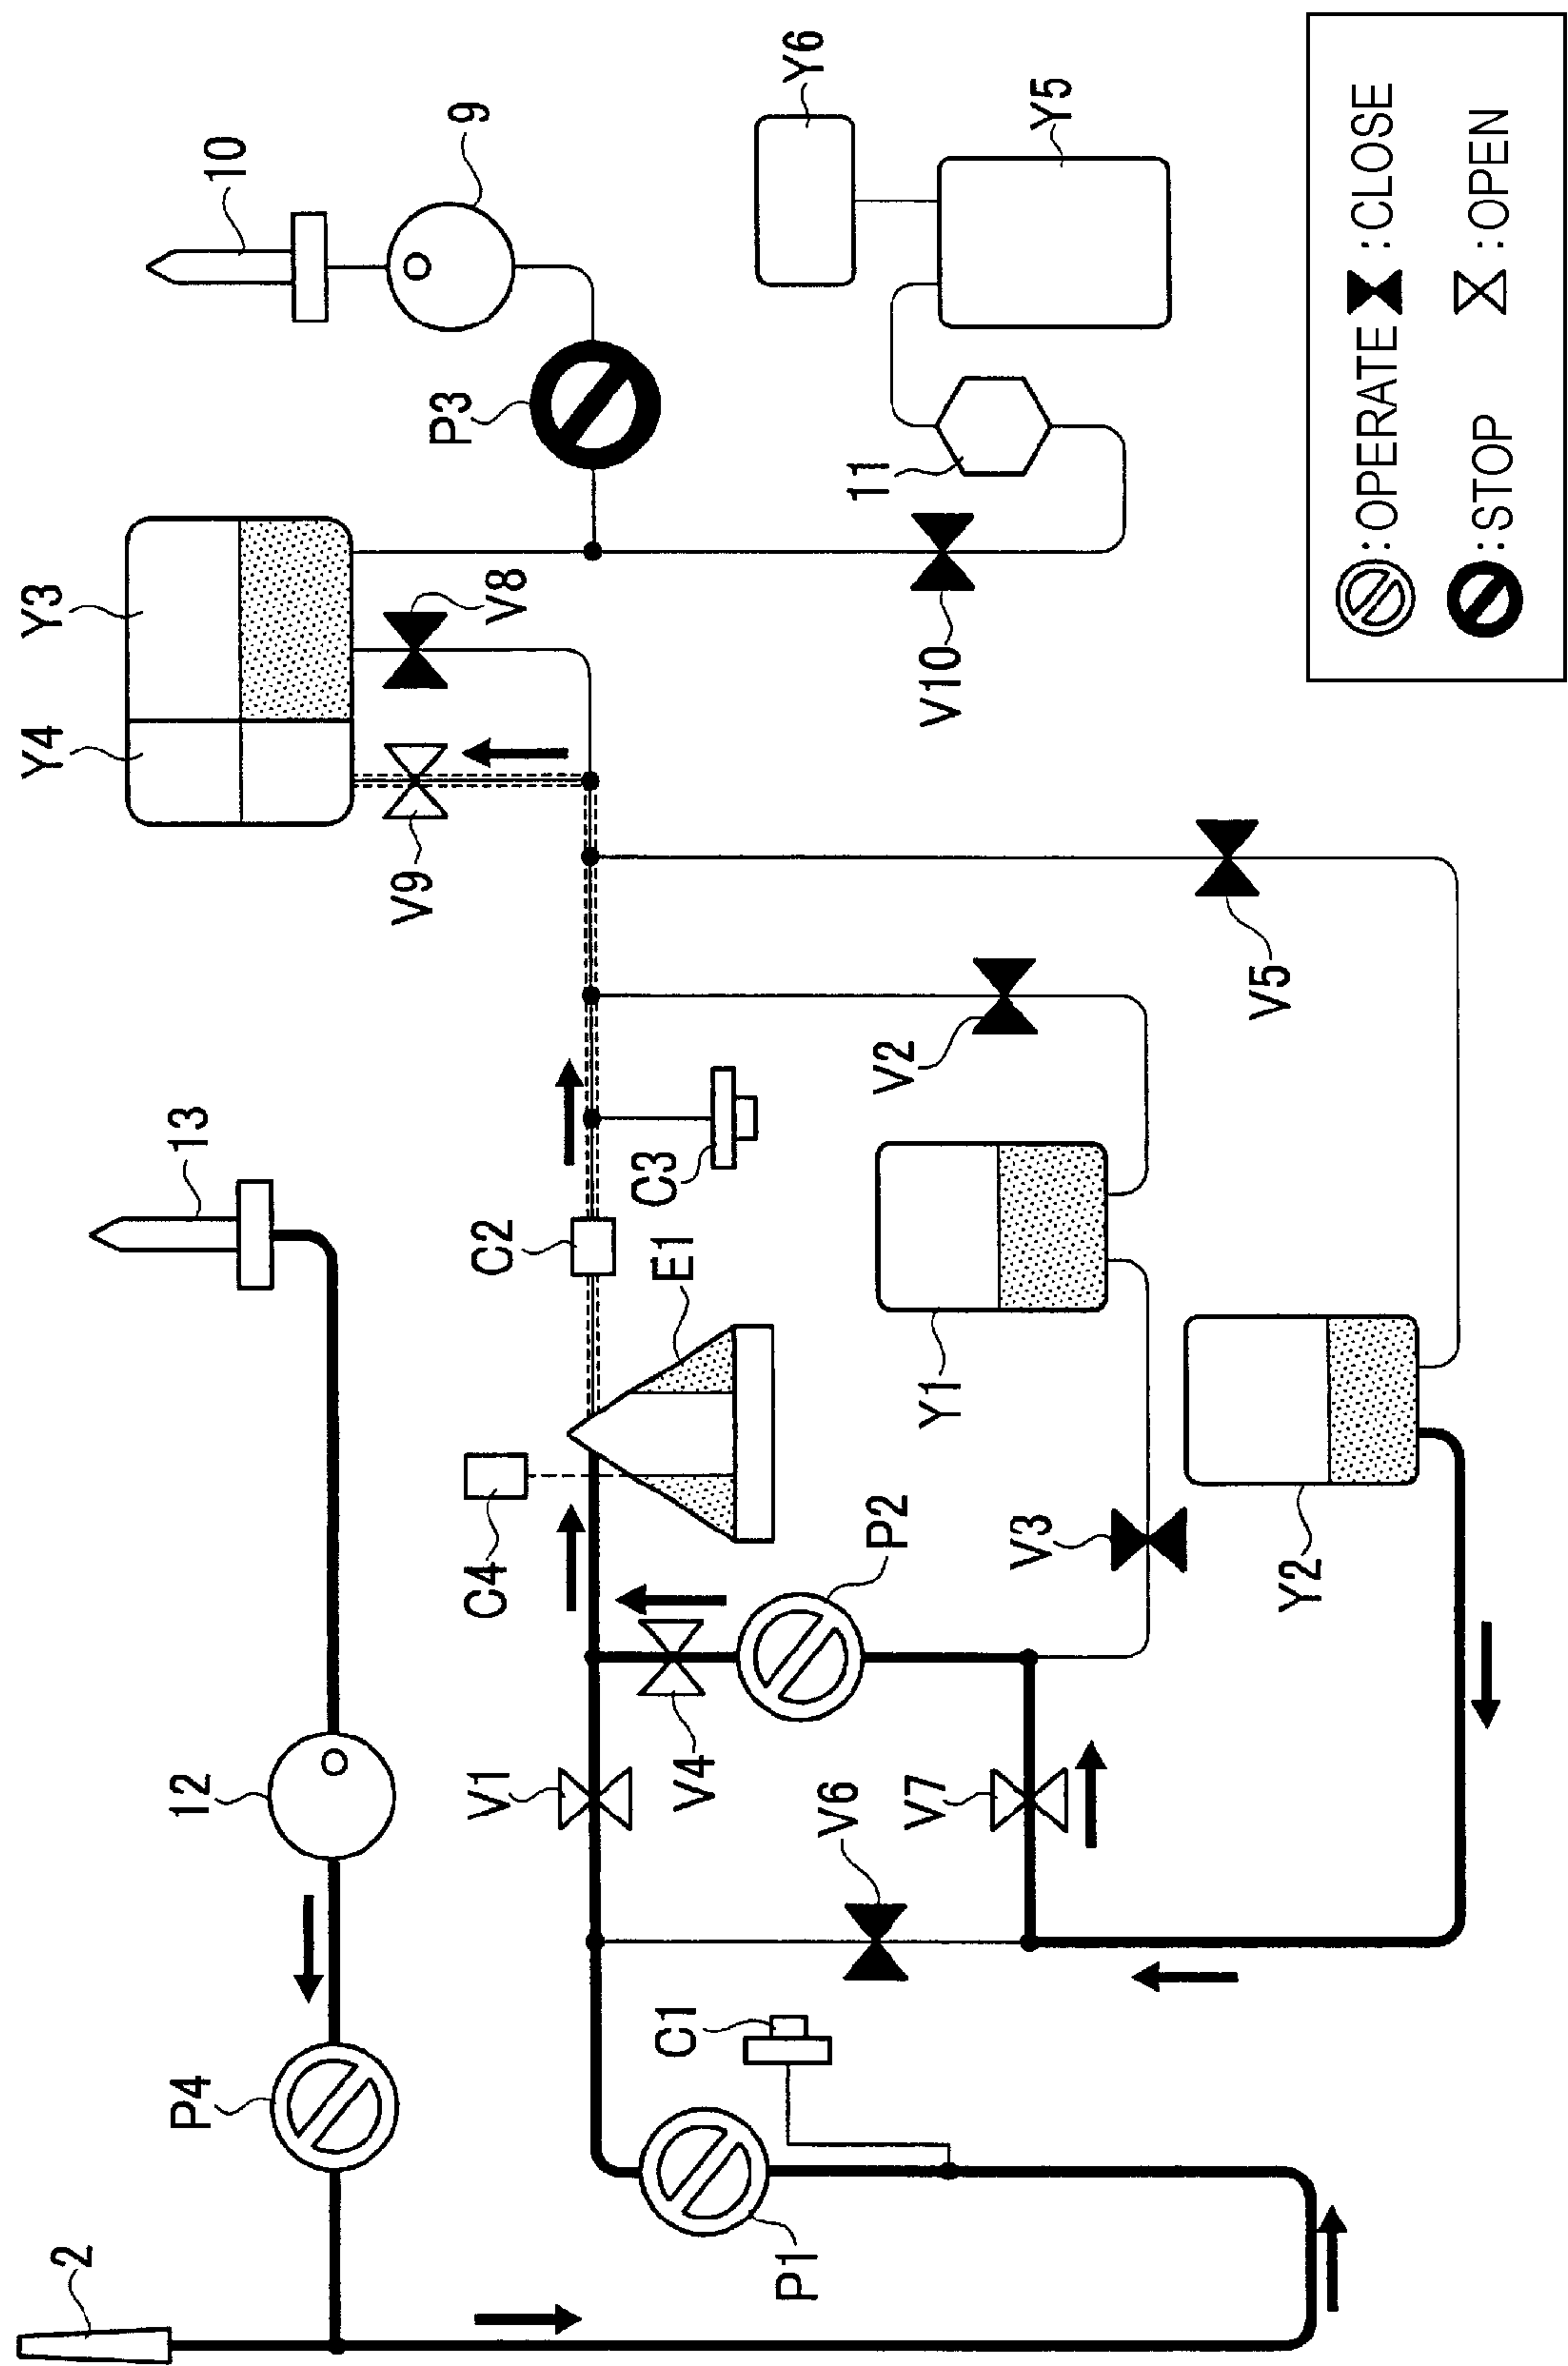 10
9
Y6
Y5
P3
11
Y3
Y4
V8
V9
V10
V5
V2
13
C2
C3
E1
Y1
C4
P2
V3
Y2
12
V1
V4
V6
V7
P4
C1
P1
2
:OPERATE :CLOSE
:STOP :OPEN